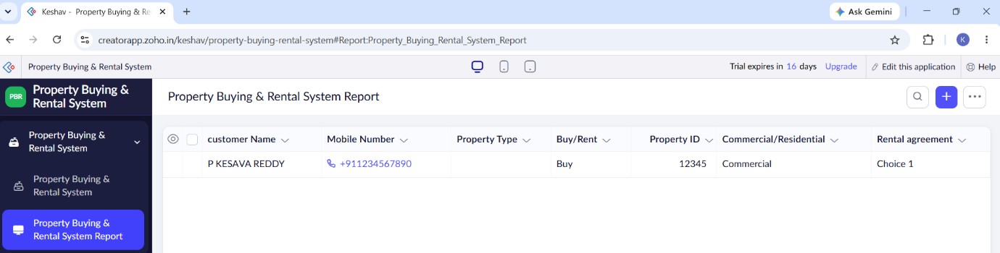 Keshav - Property Buying & Re
Ask Gemini
creatorapp.zoho.in/keshav/property-buying-rental-system#Report:Property_Buying_Rental_System_Report
K
Property Buying & Rental System
Trial expires in 16 days
Upgrade
Edit this application
Help
PBR
Property Buying &
Rental System
Property Buying & Rental System Report
Property Buying &
Rental System
Property Buying &
Rental System
Property Buying &
Rental System Report
customer Name Mobile Number Property Type Buy/Rent Property ID Commercial/Residential Rental agreement
P KESAVA REDDY +911234567890 Buy 12345 Commercial Choice 1